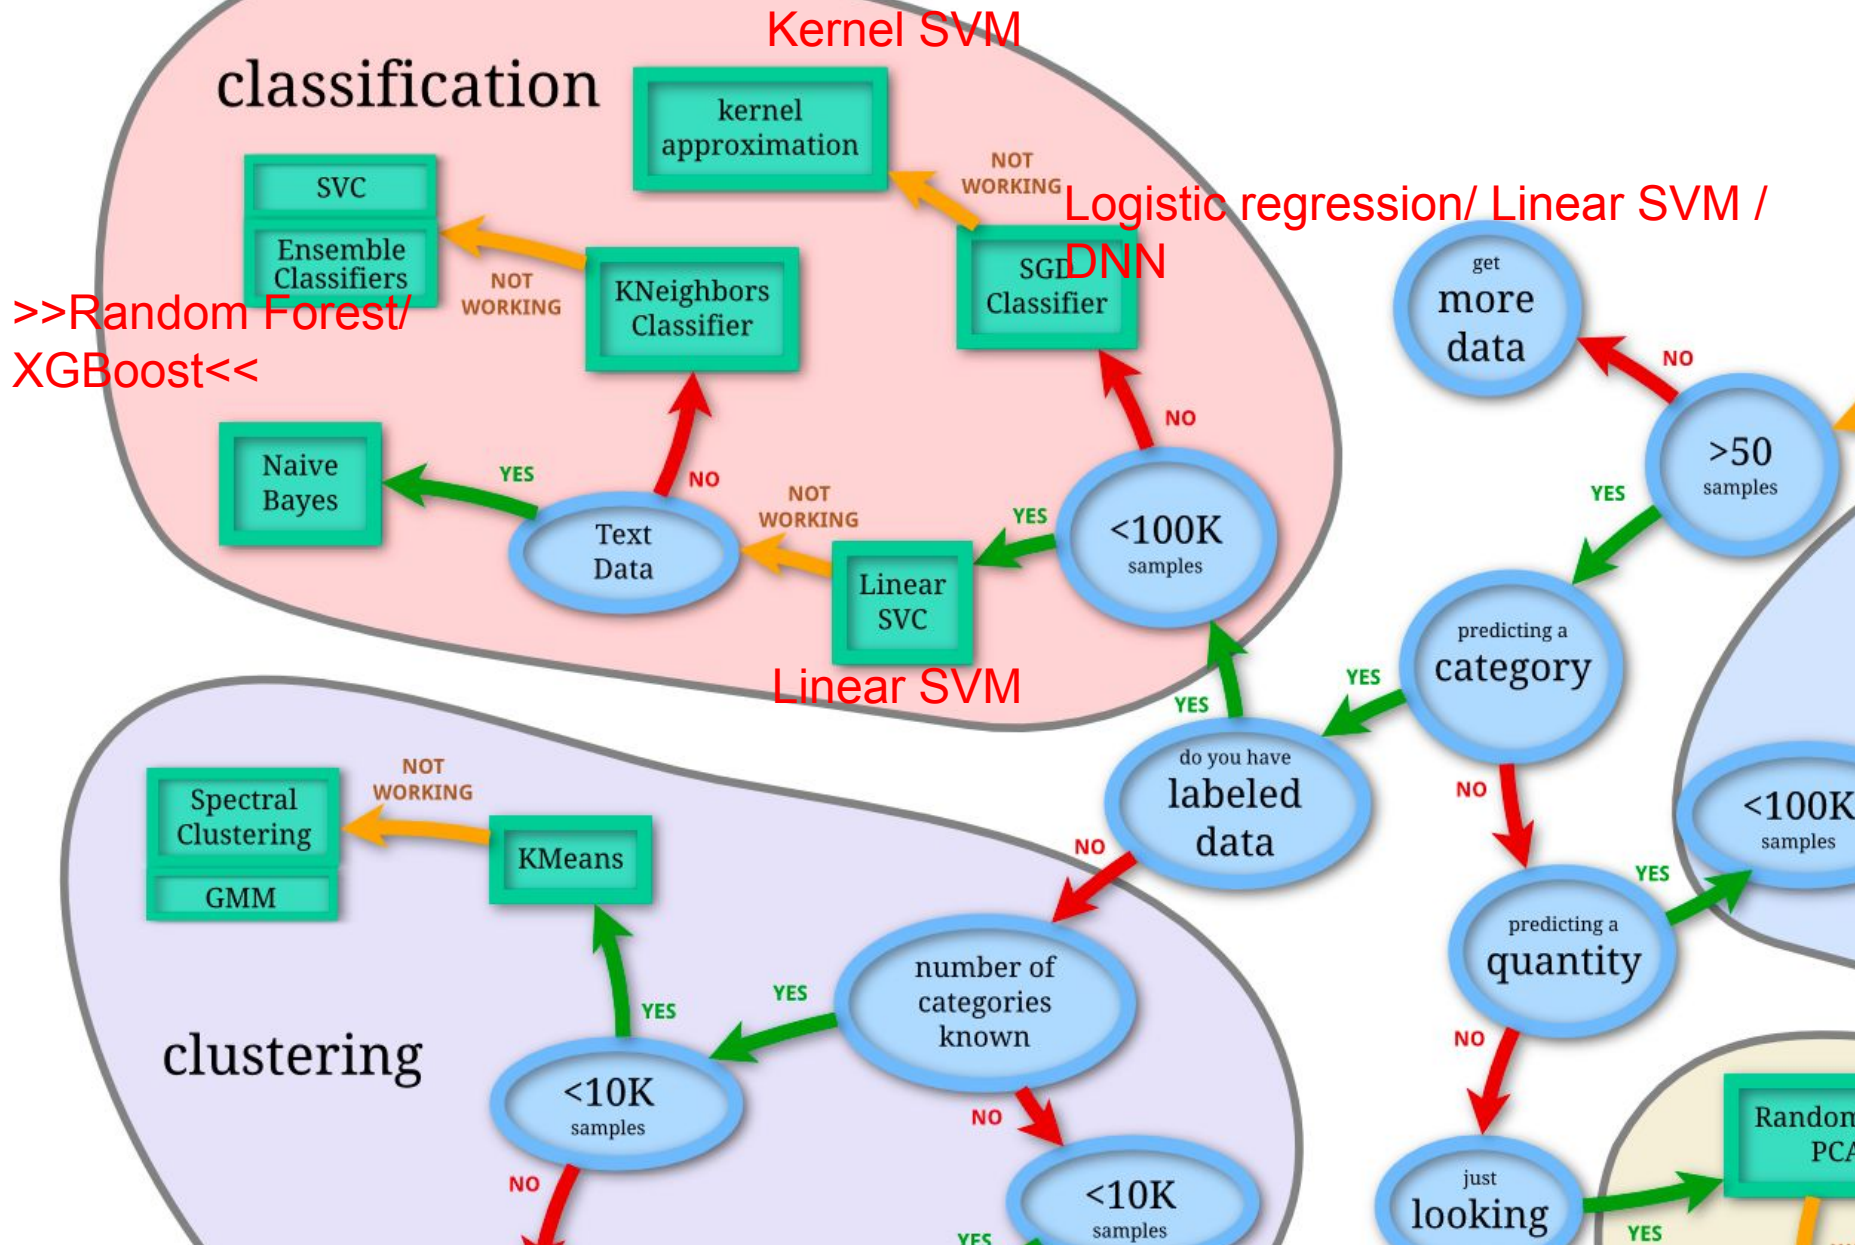 Kernel SVM
classification
kernel
approximation
NOT
WORKING
Logistic regression/ Linear SVM /
DNN
SVC
Ensemble
Classifiers
NOT
WORKING
KNeighbors
Classifier
SGD
Classifier
>>Random Forest/
XGBoost<<
get
more
data
NO
>50
samples
YES
NO
Naive
Bayes
YES
NO
Text
Data
NOT
WORKING
Linear
SVC
YES
<100K
samples
Linear SVM
predicting a
category
YES
YES
NO
do you have
labeled
data
NO
<100K
samples
NOT
WORKING
Spectral
Clustering
GMM
KMeans
predicting a
quantity
YES
NO
number of
categories
known
YES
YES
NO
clustering
<10K
samples
NO
<10K
samples
YES
just
looking
YES
Random